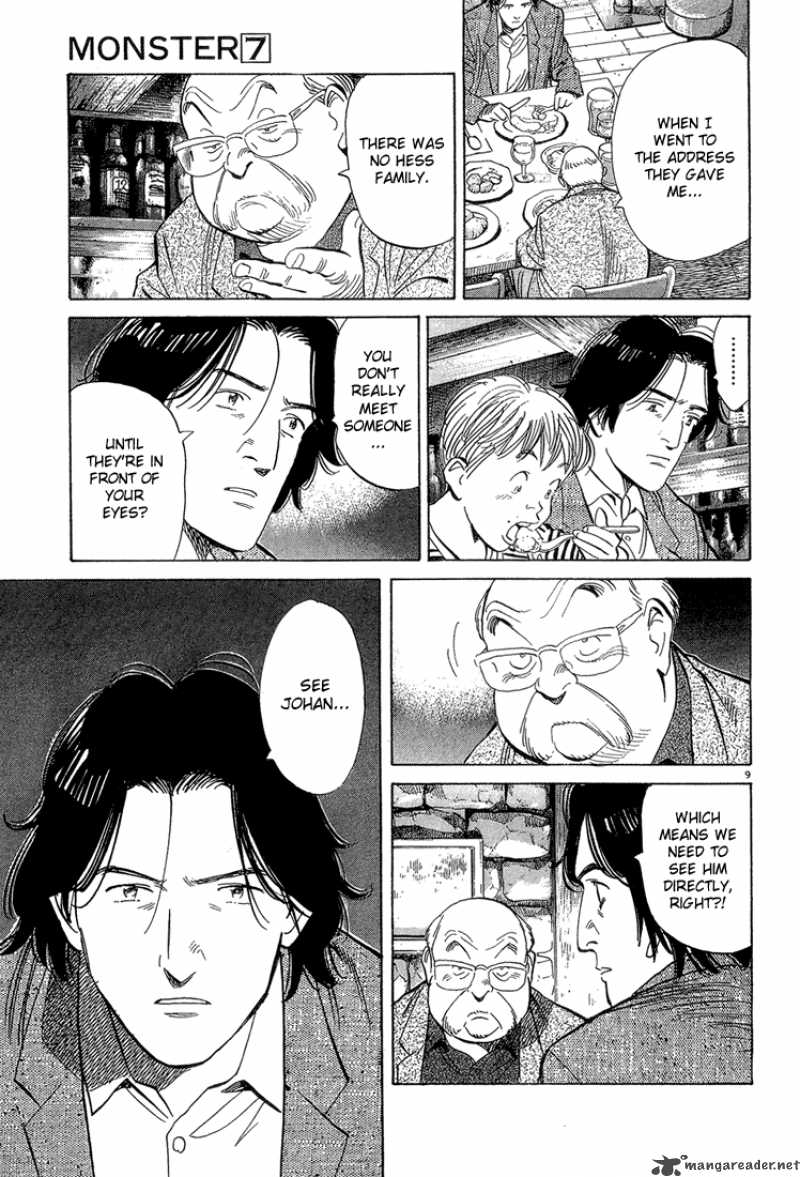 MONSTER 7
WHEN I
WENT TO
THE ADDRESS
THEY GAVE
ME...
THERE WAS
NO HESS
FAMILY.
.........
YOU
DON'T
REALLY
MEET
SOMEONE
...
UNTIL
THEY'RE IN
FRONT OF
YOUR
EYES?
9
WHICH
MEANS WE
NEED TO
SEE HIM
DIRECTLY,
RIGHT?!
SEE
JOHAN...
mangareader.net